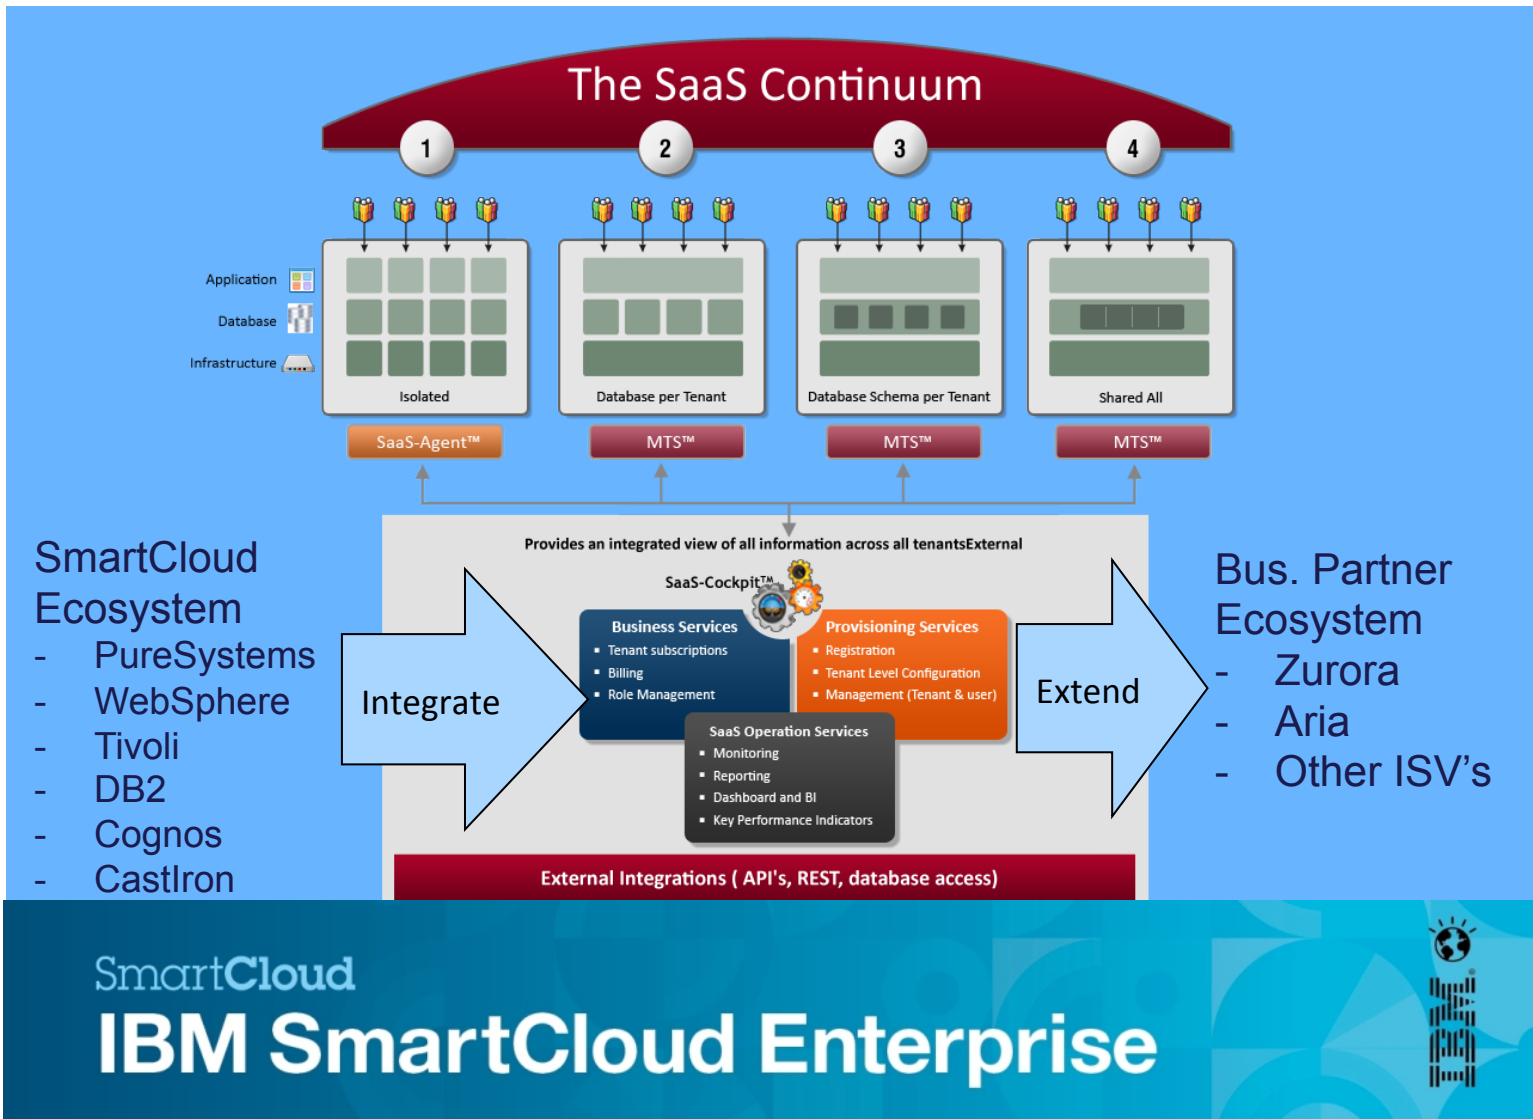 The SaaS Continuum
1
2
3
4
Application
Database
Infrastructure
Isolated
Database per Tenant
Database Schema per Tenant
Shared All
SaaS-Agent™
MTS™
MTS™
MTS™
Provides an integrated view of all information across all tenantsExternal
SaaS-Cockpit™
SmartCloud
Ecosystem
- PureSystems
- WebSphere
- Tivoli
- DB2
- Cognos
- CastIron
Integrate
Business Services
▪ Tenant subscriptions
▪ Billing
▪ Role Management
Provisioning Services
▪ Registration
▪ Tenant Level Configuration
▪ Management (Tenant & user)
SaaS Operation Services
▪ Monitoring
▪ Reporting
▪ Dashboard and BI
▪ Key Performance Indicators
Extend
Bus. Partner
Ecosystem
- Zurora
- Aria
- Other ISV’s
External Integrations ( API's, REST, database access)
SmartCloud
IBM SmartCloud Enterprise
IBM®